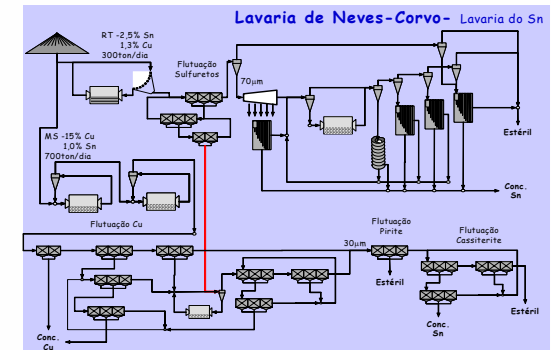 Lavaria de Neves-Corvo- Lavaria do Sn
RT -2,5% Sn
1,3% Cu
300ton/dia
Flutuação
Sulfuretos
70µm
MS -15% Cu
1,0% Sn
700ton/dia
Estéril
Conc.
Sn
Flutuação Cu
Flutuação
Pirite
Flutuação
Cassiterite
30µm
Estéril
Estéril
Conc.
Sn
Conc.
Cu